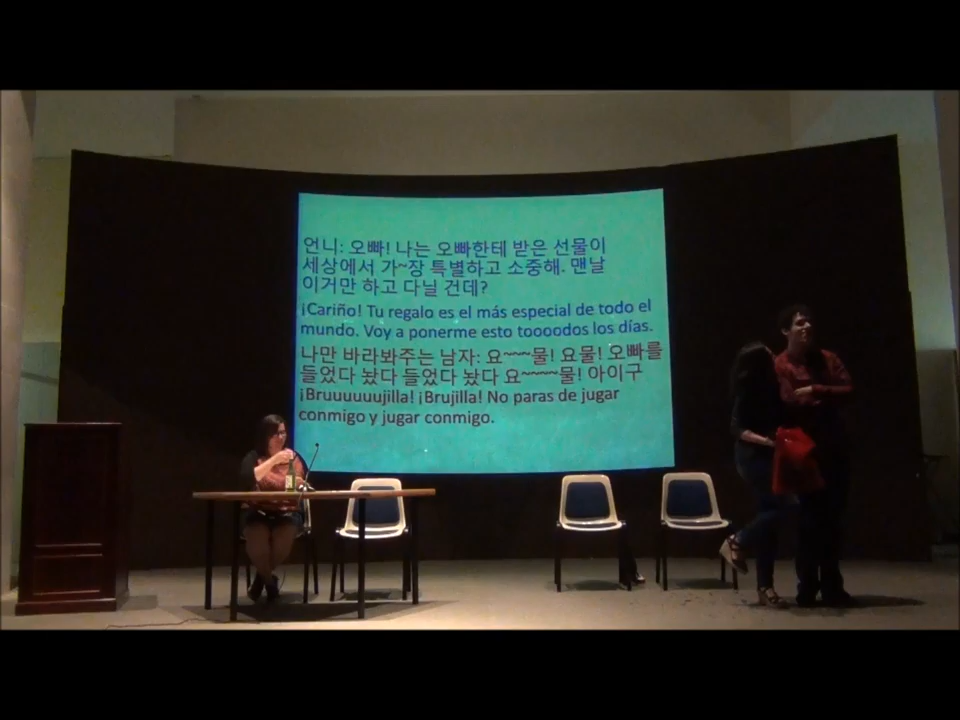 언니: 오빠! 나는 오빠한테 받은 선물이
세상에서 가~장 특별하고 소중해. 맨날
이거만 하고 다닐 건데?
¡Cariño! Tu regalo es el más especial de todo el
mundo. Voy a ponerme esto toooodos los días.
나만 바라봐주는 남자: 요~~~물! 요물! 오빠를
들었다 놨다 들었다 놨다 요~~~~물! 아이구
¡Bruuuuuujilla! ¡Brujilla! No paras de jugar
conmigo y jugar conmigo.